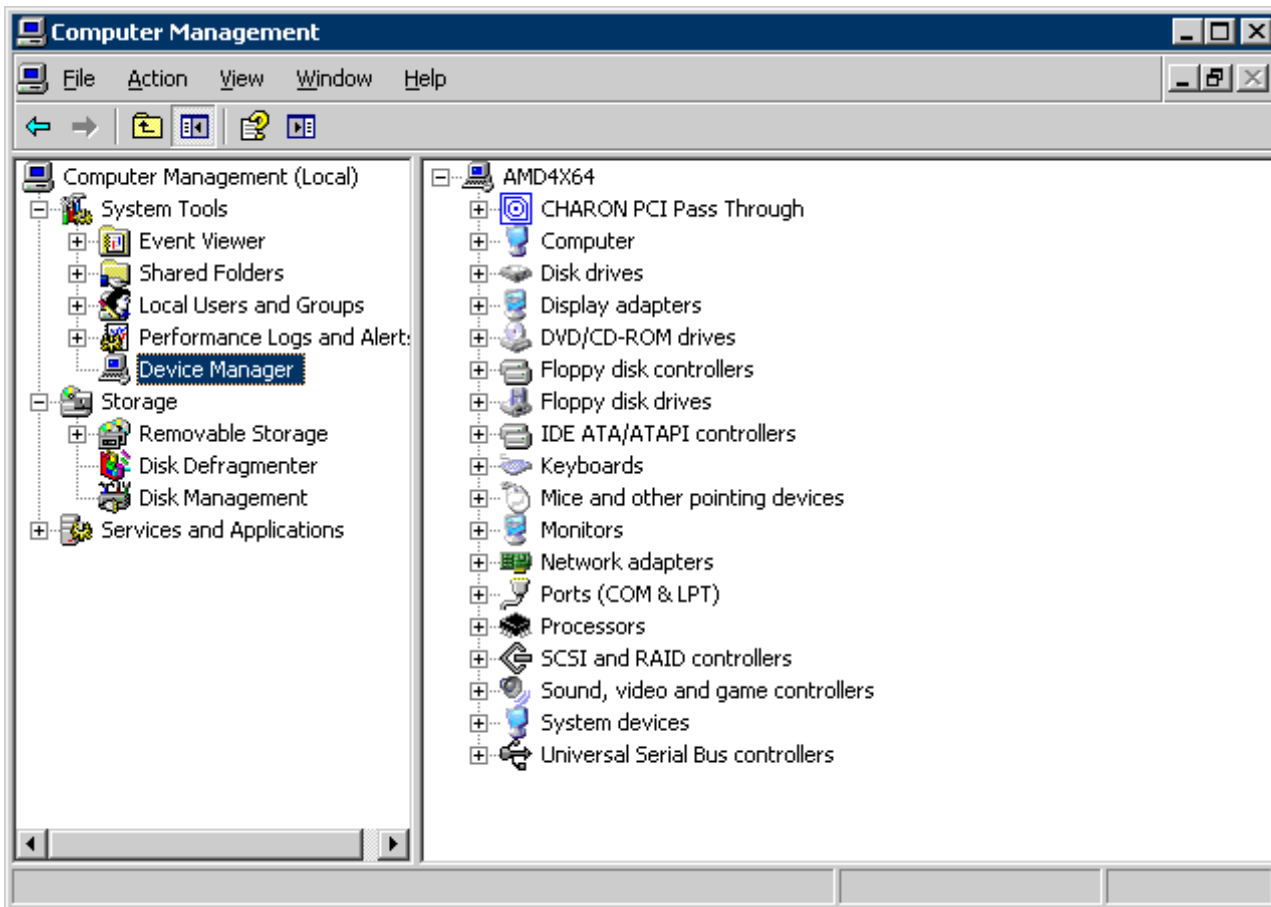 Computer Management
File Action View Window Help
Computer Management (Local)
System Tools
Event Viewer
Shared Folders
Local Users and Groups
Performance Logs and Alert
Device Manager
Storage
Removable Storage
Disk Defragmenter
Disk Management
Services and Applications
AMD4X64
CHARON PCI Pass Through
Computer
Disk drives
Display adapters
DVD/CD-ROM drives
Floppy disk controllers
Floppy disk drives
IDE ATA/ATAPI controllers
Keyboards
Mice and other pointing devices
Monitors
Network adapters
Ports (COM & LPT)
Processors
SCSI and RAID controllers
Sound, video and game controllers
System devices
Universal Serial Bus controllers